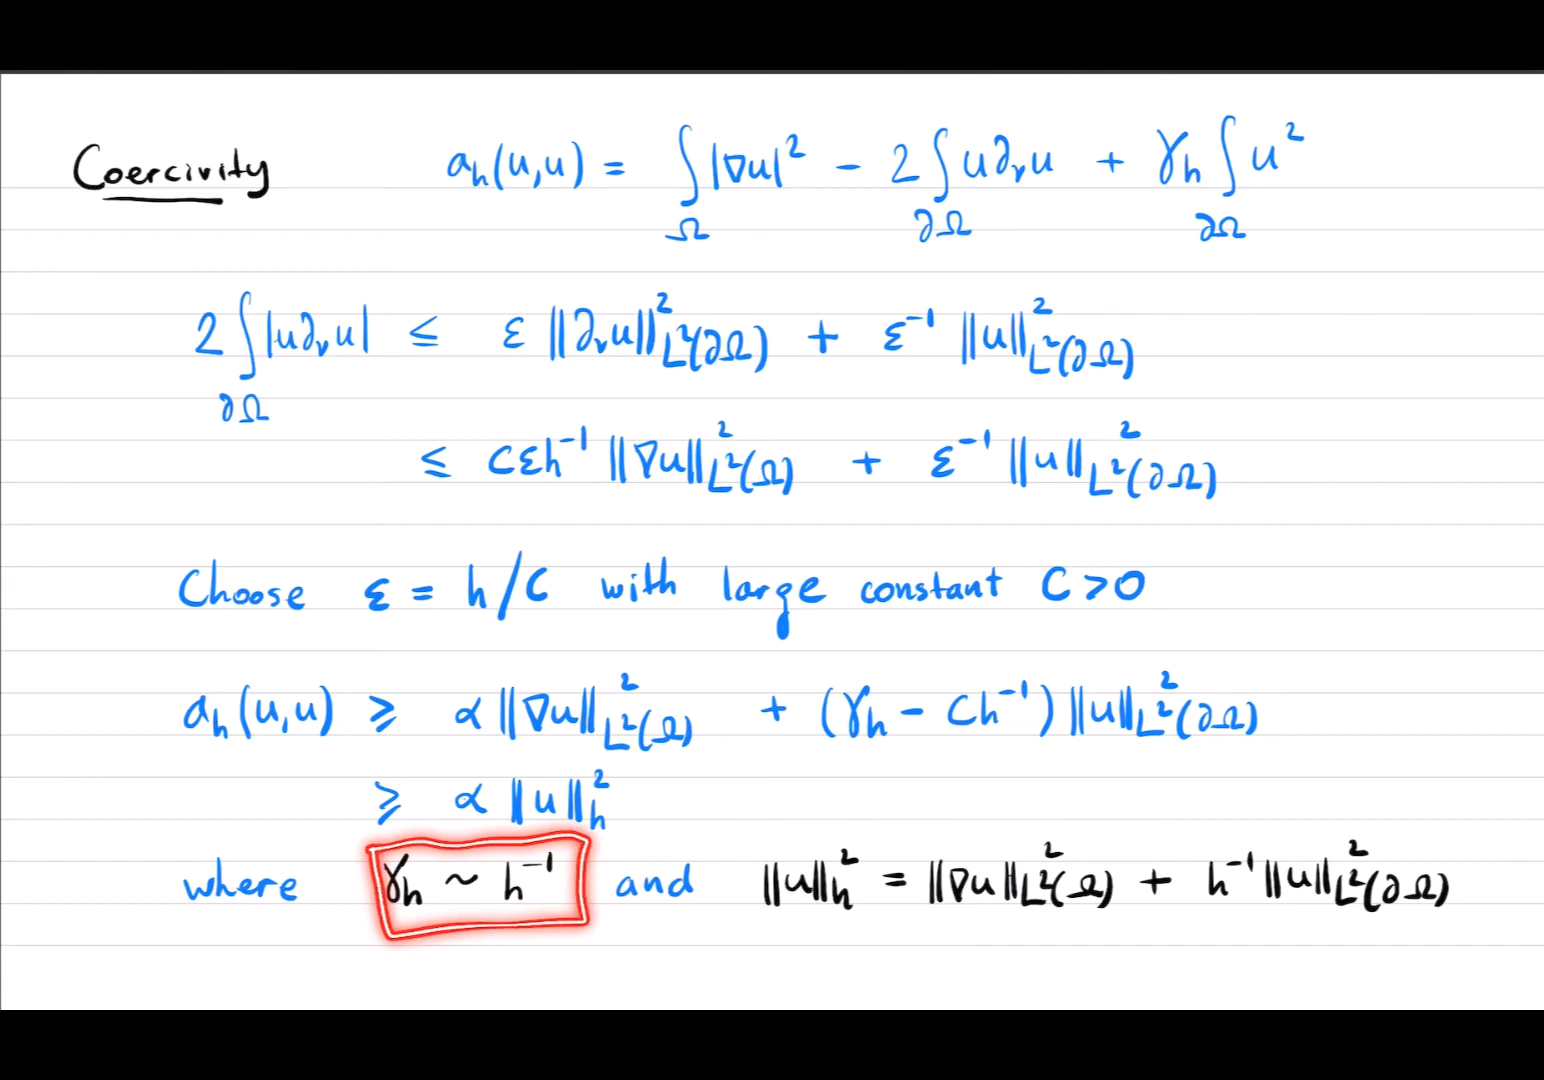 Coercivity a_h(u,u) = ∫_Ω |∇u|² − 2 ∫_∂Ω u ∂_ν u + γ_h ∫_∂Ω u²
2 ∫_∂Ω |u ∂_ν u| ≤ ε ||∂_ν u||²_L²(∂Ω) + ε⁻¹ ||u||²_L²(∂Ω)
≤ Cεh⁻¹ ||∇u||²_L²(Ω) + ε⁻¹ ||u||²_L²(∂Ω)
Choose ε = h/C with large constant C > 0
a_h(u,u) ≥ α ||∇u||²_L²(Ω) + (γ_h − Ch⁻¹) ||u||²_L²(∂Ω)
≥ α ||u||²_h
where γ_h ~ h⁻¹ and ||u||²_h = ||∇u||²_L²(Ω) + h⁻¹ ||u||²_L²(∂Ω)